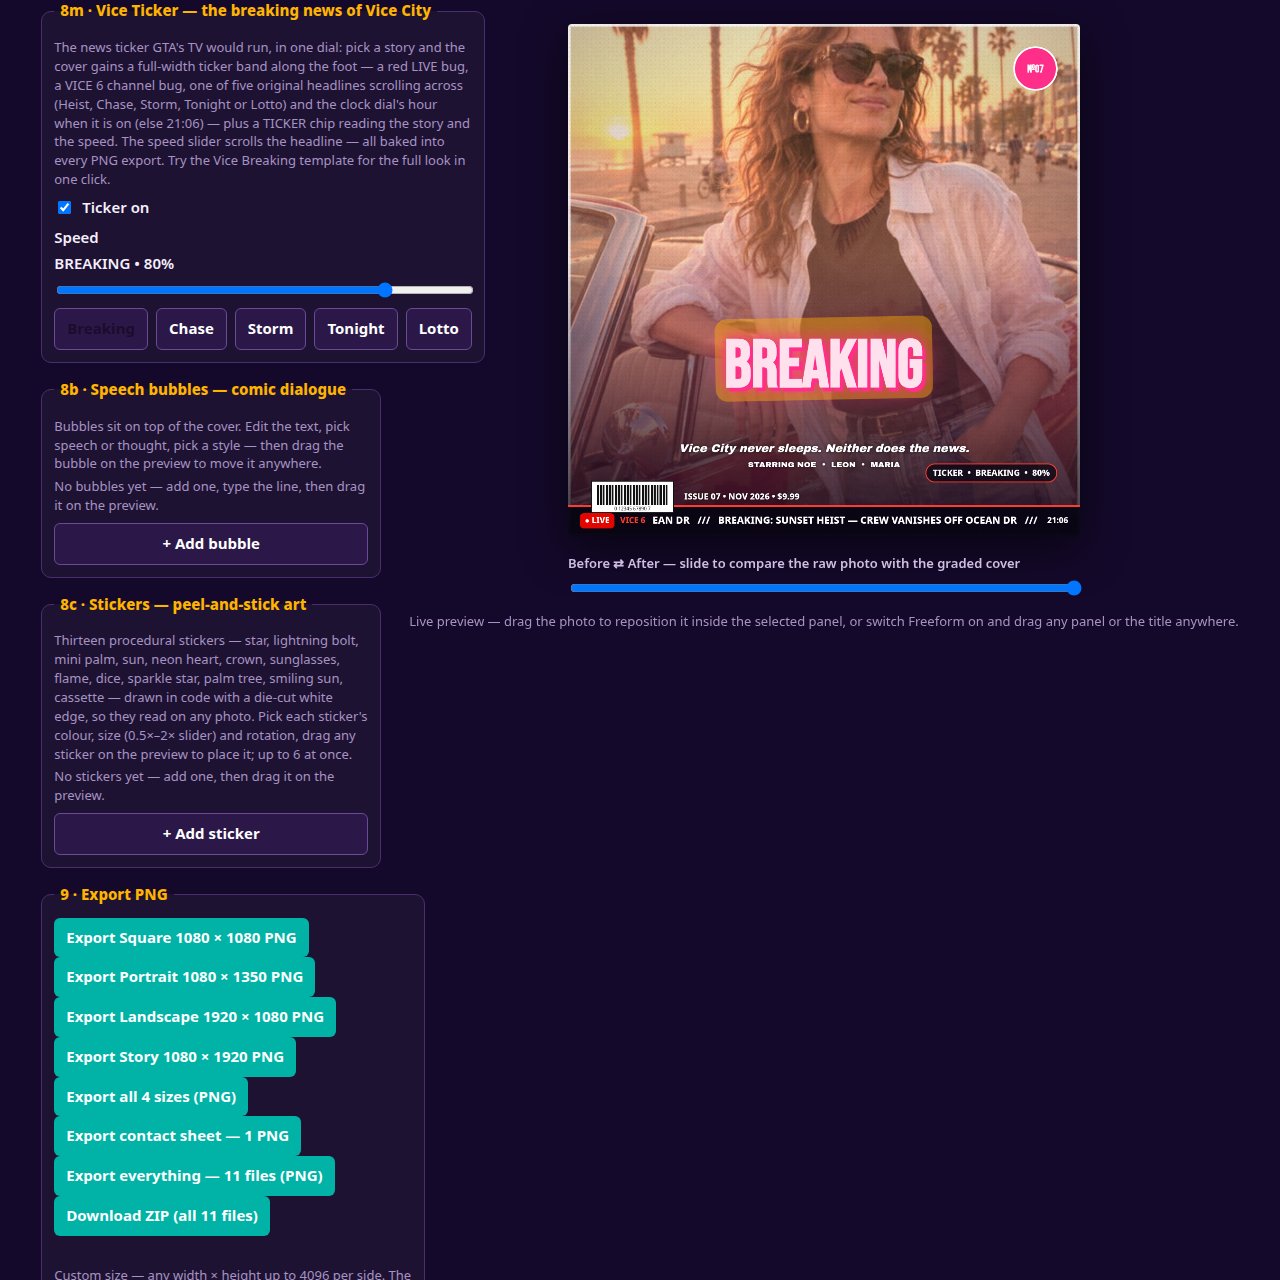 8m · Vice Ticker — the breaking news of Vice City
The news ticker GTA's TV would run, in one dial: pick a story and the
cover gains a full-width ticker band along the foot — a red LIVE bug,
a VICE 6 channel bug, one of five original headlines scrolling across
(Heist, Chase, Storm, Tonight or Lotto) and the clock dial's hour
when it is on (else 21:06) — plus a TICKER chip reading the story and
the speed. The speed slider scrolls the headline — all baked into
every PNG export. Try the Vice Breaking template for the full look in
one click.
Ticker on
Speed
BREAKING • 80%
Breaking
Chase
Storm
Tonight
Lotto
8b · Speech bubbles — comic dialogue
Bubbles sit on top of the cover. Edit the text, pick
speech or thought, pick a style — then drag the
bubble on the preview to move it anywhere.
No bubbles yet — add one, type the line, then drag
it on the preview.
+ Add bubble
8c · Stickers — peel-and-stick art
Thirteen procedural stickers — star, lightning bolt,
mini palm, sun, neon heart, crown, sunglasses,
flame, dice, sparkle star, palm tree, smiling sun,
cassette — drawn in code with a die-cut white
edge, so they read on any photo. Pick each sticker's
colour, size (0.5×–2× slider) and rotation, drag any
sticker on the preview to place it; up to 6 at once.
No stickers yet — add one, then drag it on the
preview.
+ Add sticker
9 · Export PNG
Export Square 1080 × 1080 PNG
Export Portrait 1080 × 1350 PNG
Export Landscape 1920 × 1080 PNG
Export Story 1080 × 1920 PNG
Export all 4 sizes (PNG)
Export contact sheet — 1 PNG
Export everything — 11 files (PNG)
Download ZIP (all 11 files)
Custom size — any width × height up to 4096 per side. The
№07
BREAKING
Vice City never sleeps. Neither does the news.
STARRING NOE • LEON • MARIA
TICKER • BREAKING • 80%
ISSUE 07 • NOV 2026 • $9.99
● LIVE VICE 6 EAN DR /// BREAKING: SUNSET HEIST — CREW VANISHES OFF OCEAN DR /// 21:06
Before ⇄ After — slide to compare the raw photo with the graded cover
Live preview — drag the photo to reposition it inside the selected panel, or switch Freeform on and drag any panel or the title anywhere.